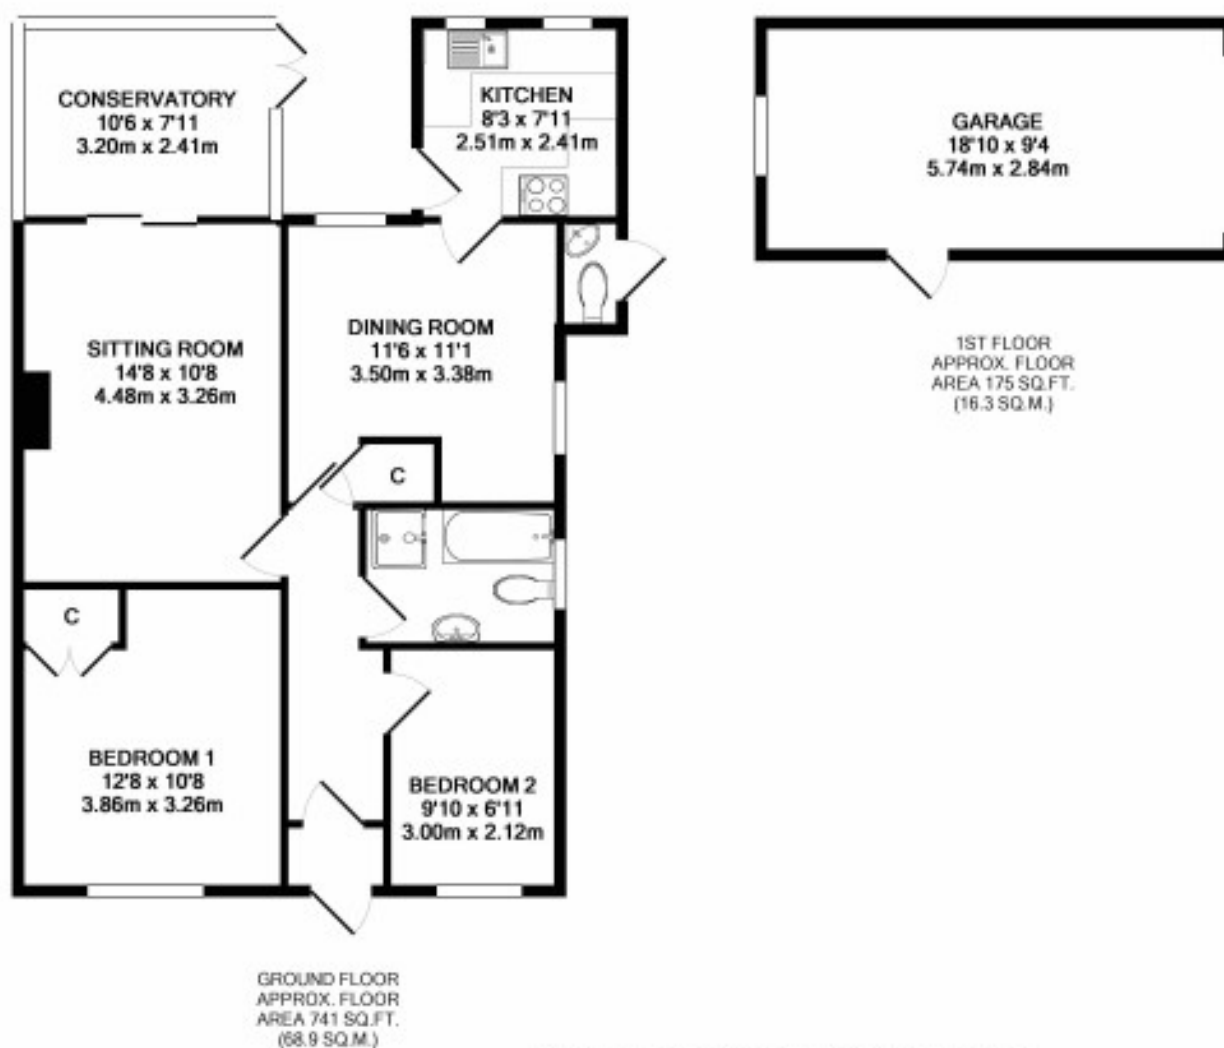 CONSERVATORY
10'6 x 7'11
3.20m x 2.41m
KITCHEN
8'3 x 7'11
2.51m x 2.41m
GARAGE
18'10 x 9'4
5.74m x 2.84m
SITTING ROOM
14'8 x 10'8
4.48m x 3.26m
DINING ROOM
11'6 x 11'1
3.50m x 3.38m
1ST FLOOR
APPROX. FLOOR
AREA 175 SQ.FT.
(16.3 SQ.M.)
C
C
BEDROOM 1
12'8 x 10'8
3.86m x 3.26m
BEDROOM 2
9'10 x 6'11
3.00m x 2.12m
GROUND FLOOR
APPROX. FLOOR
AREA 741 SQ.FT.
(68.9 SQ.M.)